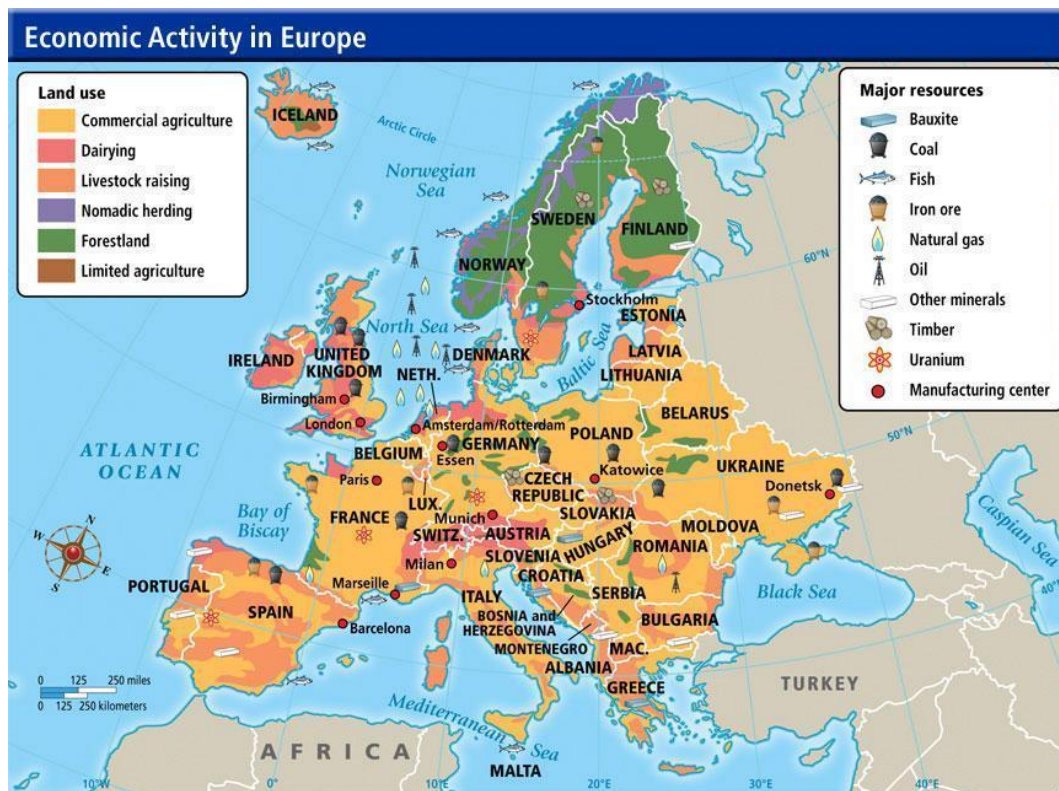 Economic Activity in Europe
Land use
Commercial agriculture
Dairying
Livestock raising
Nomadic herding
Forestland
Limited agriculture
Major resources
Bauxite
Coal
Fish
Iron ore
Natural gas
Oil
Other minerals
Timber
Uranium
Manufacturing center
ICELAND
Arctic Circle
Norwegian
Sea
SWEDEN
FINLAND
NORWAY
60°N
Stockholm
ESTONIA
North Sea
Baltic Sea
IRELAND
UNITED
KINGDOM
DENMARK
LATVIA
LITHUANIA
NETH.
Birmingham
BELARUS
London
Amsterdam/Rotterdam
50°N
ATLANTIC
OCEAN
BELGIUM
GERMANY
POLAND
Essen
Katowice
UKRAINE
Paris
CZECH
REPUBLIC
Donetsk
LUX.
SLOVAKIA
Bay of
Biscay
FRANCE
Munich
MOLDOVA
Caspian Sea
SWITZ.
AUSTRIA
HUNGARY
ROMANIA
SLOVENIA
N
W
E
S
Milan
CROATIA
PORTUGAL
Marseille
ITALY
SERBIA
Black Sea
40°
SPAIN
BOSNIA and
HERZEGOVINA
BULGARIA
Barcelona
MONTENEGRO
MAC.
ALBANIA
0 125 250 miles
0 125 250 kilometers
GREECE
TURKEY
Mediterranean
Sea
AFRICA
MALTA
10°W
0°
10°E
20°E
30°E
40°E